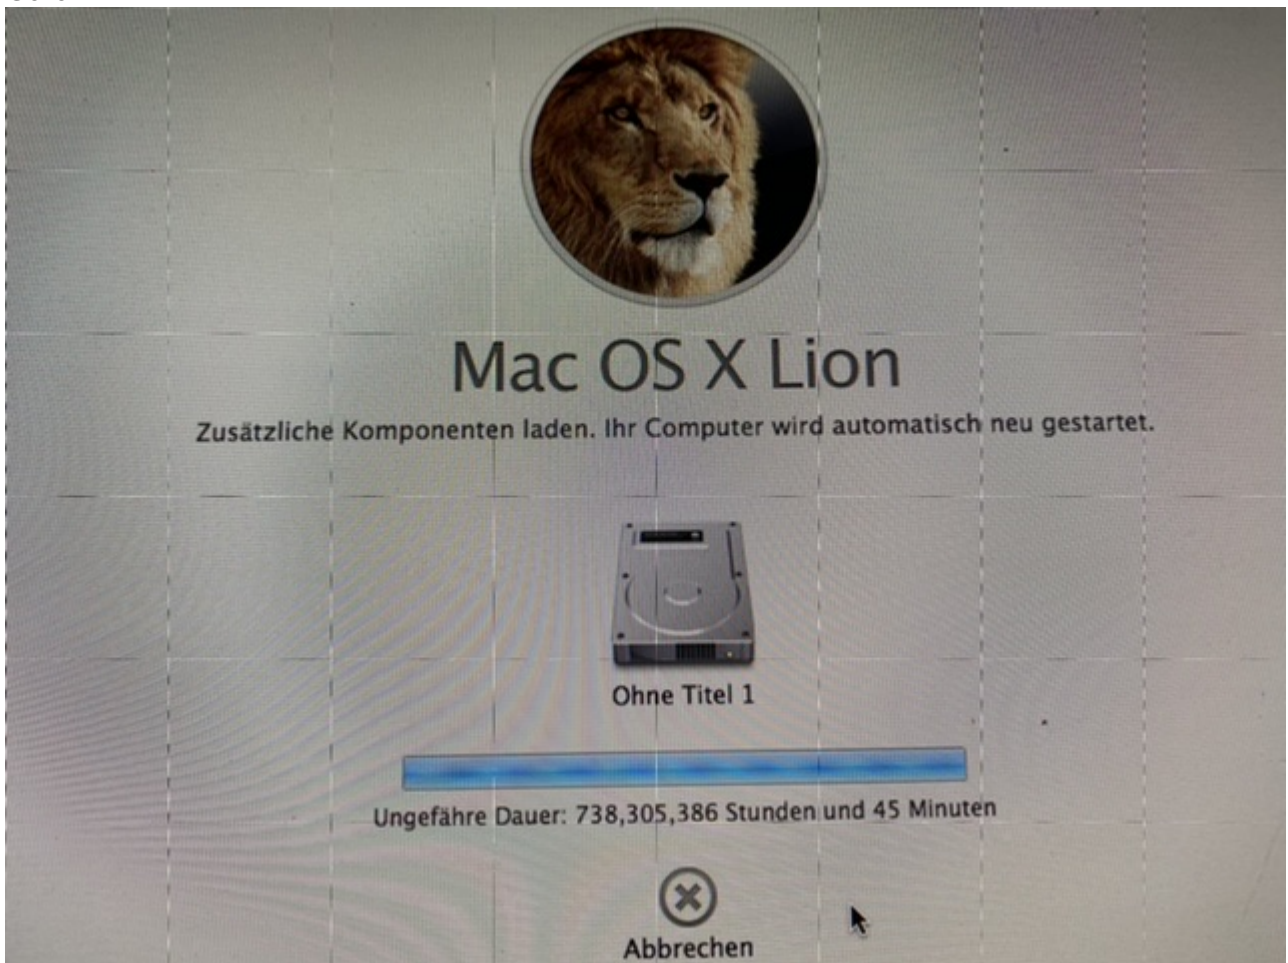 Mac OS X Lion
Zusätzliche Komponenten laden. Ihr Computer wird automatisch neu gestartet.
Ohne Titel 1
Ungefähre Dauer: 738,305,386 Stunden und 45 Minuten
Abbrechen